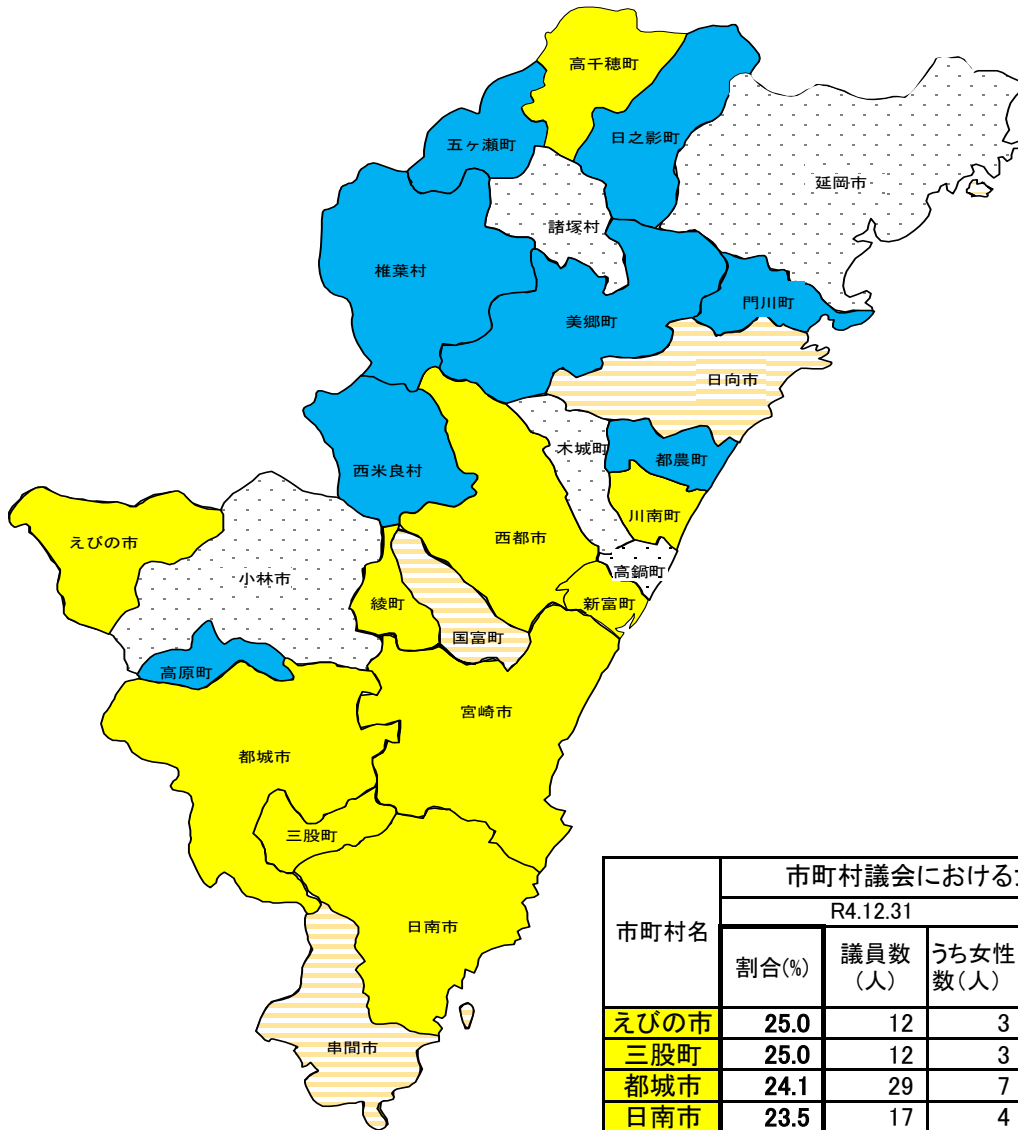 高千穂町
日之影町
五ヶ瀬町
延岡市
諸塚村
椎葉村
門川町
美郷町
日向市
木城町
都農町
西米良村
川南町
えびの市
西都市
小林市
高鍋町
綾町
新富町
国富町
高原町
宮崎市
都城市
三股町
日南市
串間市
市町村名
市町村議会における
R4.12.31
割合(%)
議員数
(人)
うち女性
数(人)
えびの市 25.0 12 3
三股町 25.0 12 3
都城市 24.1 29 7
日南市 23.5 17 4